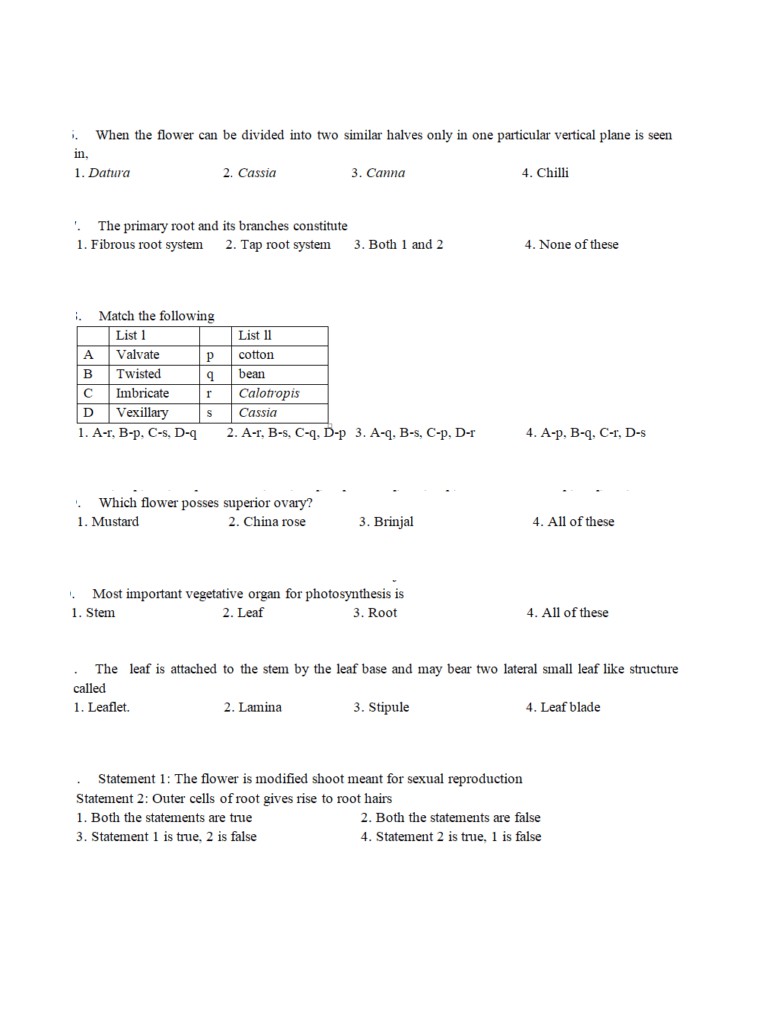 . When the flower can be divided into two similar halves only in one particular vertical plane is seen
in,
1. Datura 2. Cassia 3. Canna 4. Chilli
. The primary root and its branches constitute
1. Fibrous root system 2. Tap root system 3. Both 1 and 2 4. None of these
. Match the following
List 1 List ll
A Valvate p cotton
B Twisted q bean
C Imbricate r Calotropis
D Vexillary s Cassia
1. A-r, B-p, C-s, D-q 2. A-r, B-s, C-q, D-p 3. A-q, B-s, C-p, D-r 4. A-p, B-q, C-r, D-s
. Which flower posses superior ovary?
1. Mustard 2. China rose 3. Brinjal 4. All of these
. Most important vegetative organ for photosynthesis is
1. Stem 2. Leaf 3. Root 4. All of these
. The leaf is attached to the stem by the leaf base and may bear two lateral small leaf like structure
called
1. Leaflet. 2. Lamina 3. Stipule 4. Leaf blade
. Statement 1: The flower is modified shoot meant for sexual reproduction
Statement 2: Outer cells of root gives rise to root hairs
1. Both the statements are true 2. Both the statements are false
3. Statement 1 is true, 2 is false 4. Statement 2 is true, 1 is false